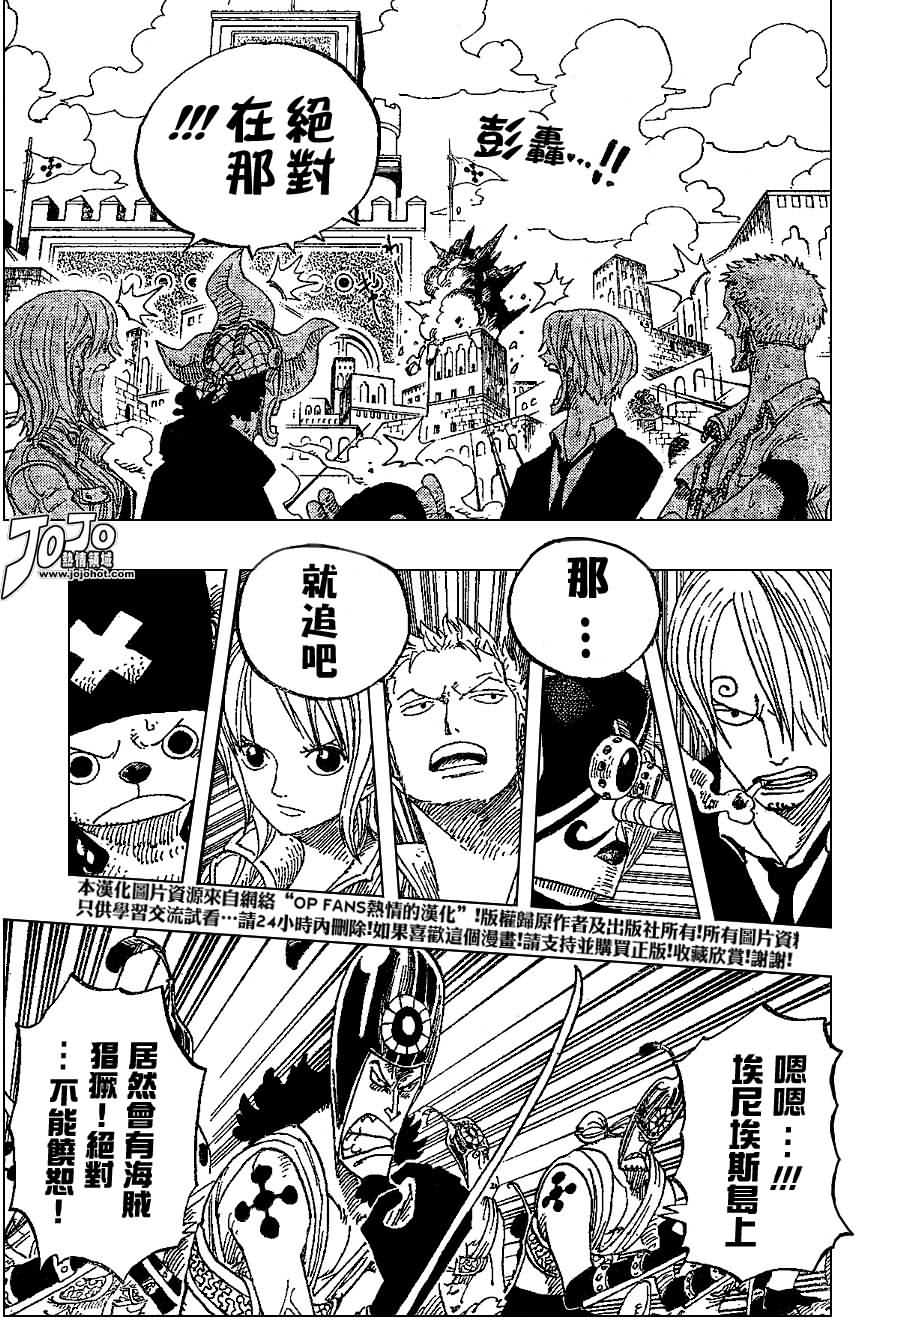 轟…!!
彭
絕對
在那
!!!
JOJO
熱情領域
www.jojohot.com
那…
就追吧
本漢化圖片資源來自網絡“OP FANS熱情的漢化”!版權歸原作者及出版社所有!所有圖片資料
只供學習交流試看…請24小時內刪除!如果喜歡這個漫畫!請支持並購買正版!收藏欣賞!謝謝!
嗯嗯…!!!
埃尼埃斯島上
居然會有海賊
猖獗!絕對
…不能饒恕!